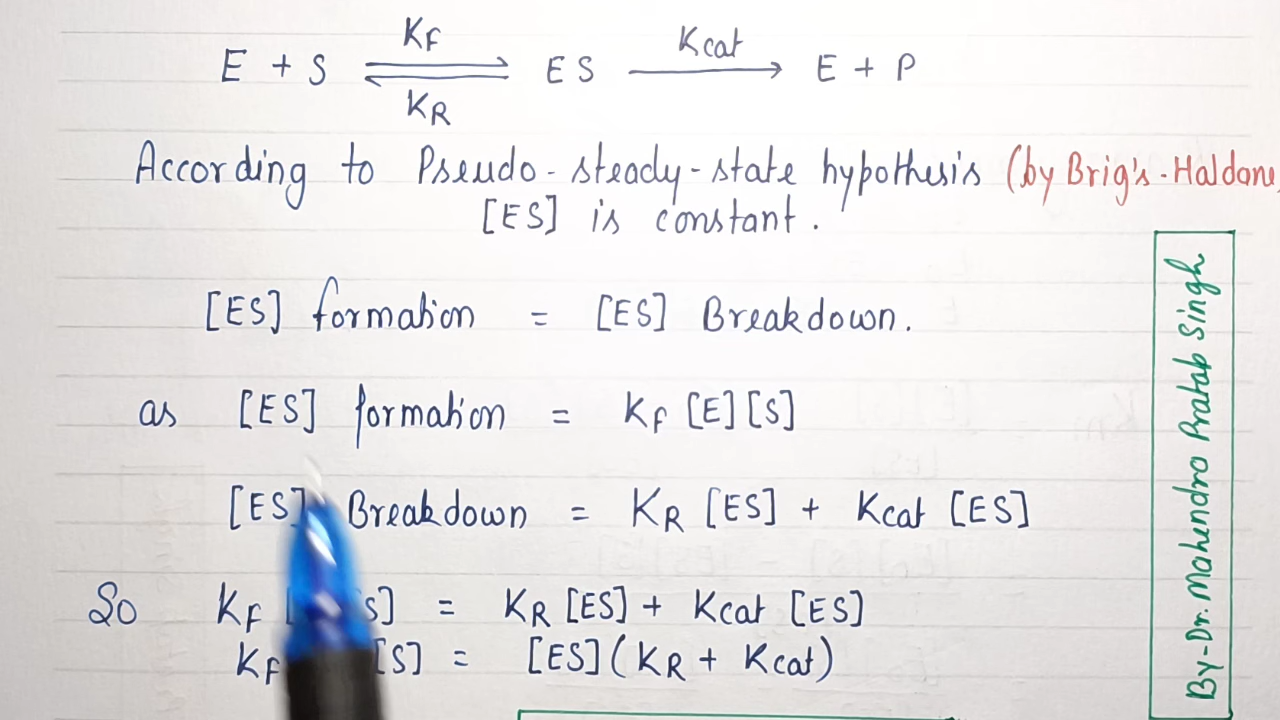 E + S ⇌ ES → E + P
KF
Kcat
KR
According to Pseudo-steady-state hypothesis (by Brig's-Haldane
[ES] is constant.
[ES] formation = [ES] Breakdown.
as [ES] formation = KF [E][S]
[ES] Breakdown = KR [ES] + Kcat [ES]
So KF [S] = KR [ES] + Kcat [ES]
KF [S] = [ES](KR + Kcat)
By-Dr. Mahendra Pratab Singh